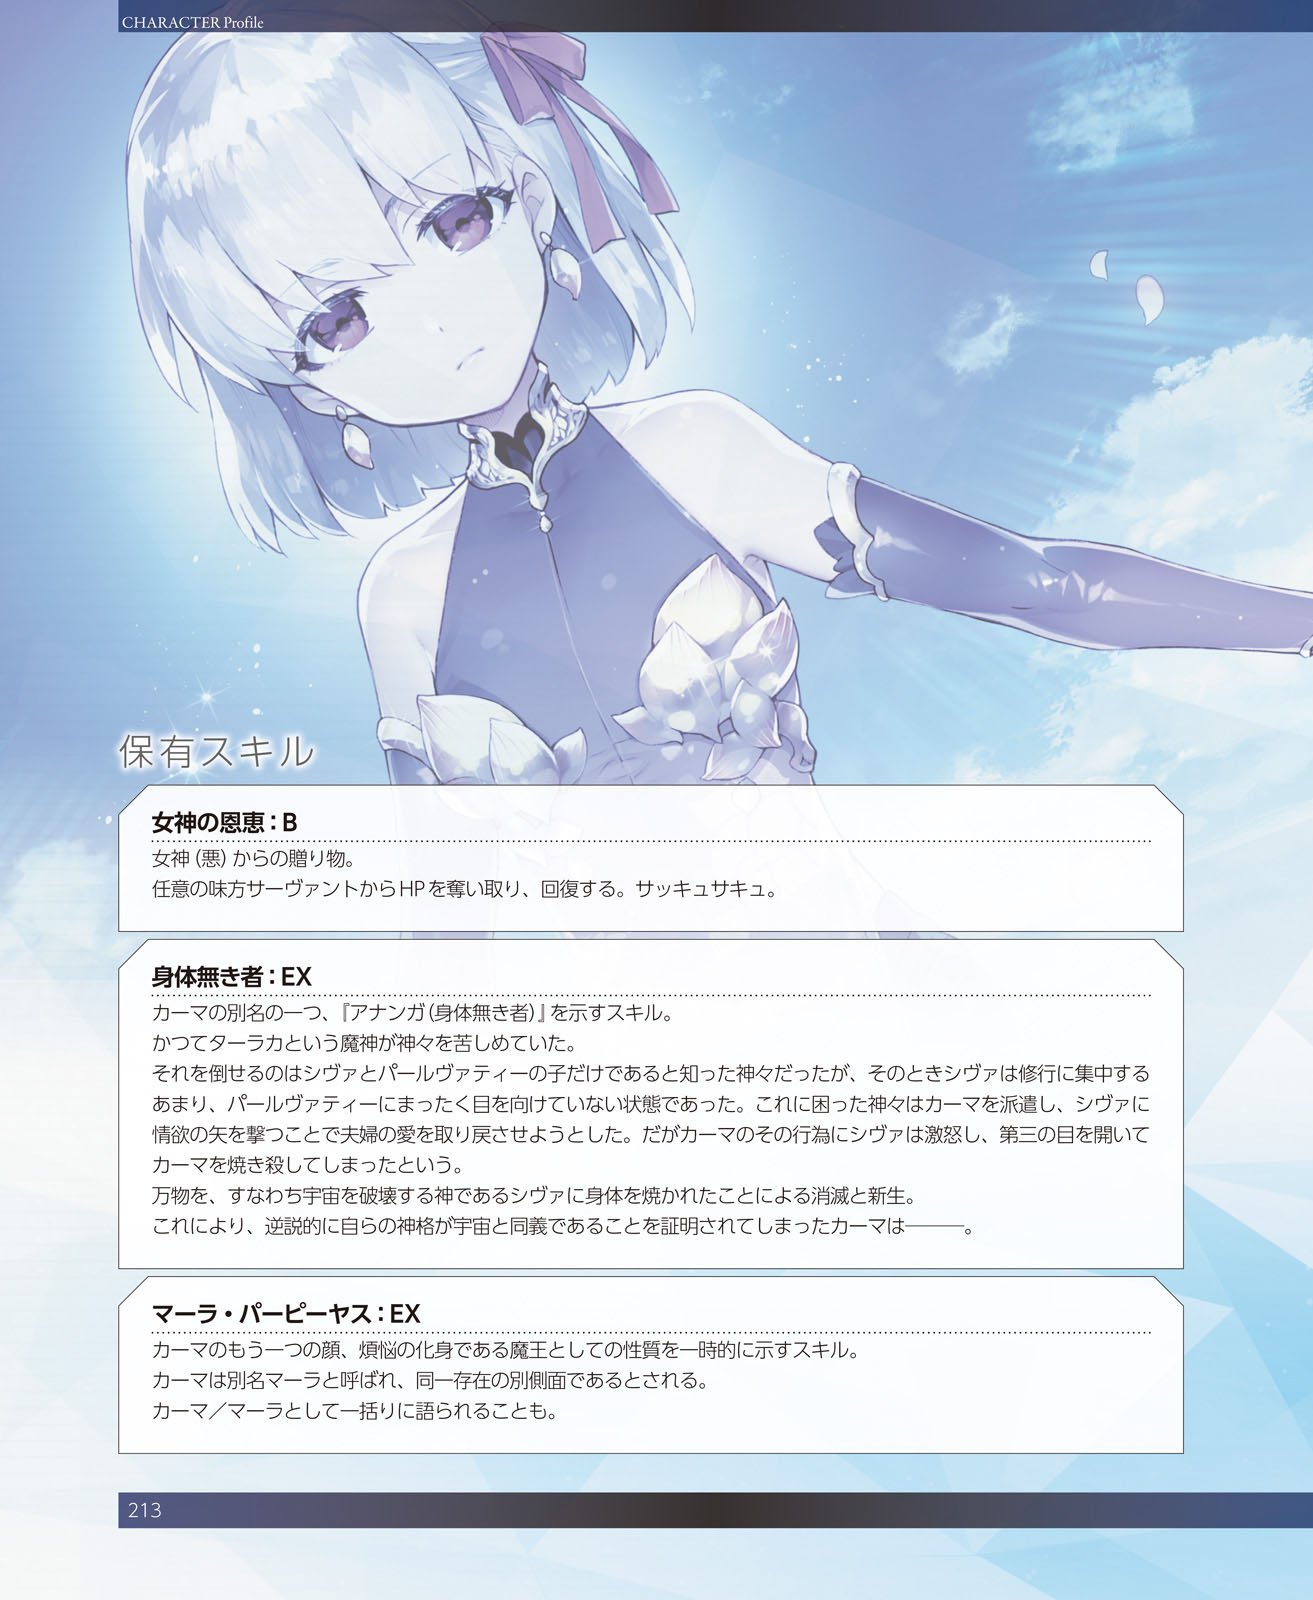 CHARACTER Profile
保有スキル
女神の恩恵：B
女神（悪）からの贈り物。
任意の味方サーヴァントからHPを奪い取り、回復する。サッキュサキュ。
身体無き者：EX
カーマの別名の一つ、『アナンガ（身体無き者）』を示すスキル。
かつてターラカという魔神が神々を苦しめていた。
それを倒せるのはシヴァとパールヴァティーの子だけであると知った神々だったが、そのときシヴァは修行に集中する
あまり、パールヴァティーにまったく目を向けていない状態であった。これに困った神々はカーマを派遣し、シヴァに
情欲の矢を撃つことで夫婦の愛を取り戻させようとした。だがカーマのその行為にシヴァは激怒し、第三の目を開いて
カーマを焼き殺してしまったという。
万物を、すなわち宇宙を破壊する神であるシヴァに身体を焼かれたことによる消滅と新生。
これにより、逆説的に自らの神格が宇宙と同義であることを証明されてしまったカーマは―――。
マーラ・パーピーヤス：EX
カーマのもう一つの顔、煩悩の化身である魔王としての性質を一時的に示すスキル。
カーマは別名マーラと呼ばれ、同一存在の別側面であるとされる。
カーマ／マーラとして一括りに語られることも。
213